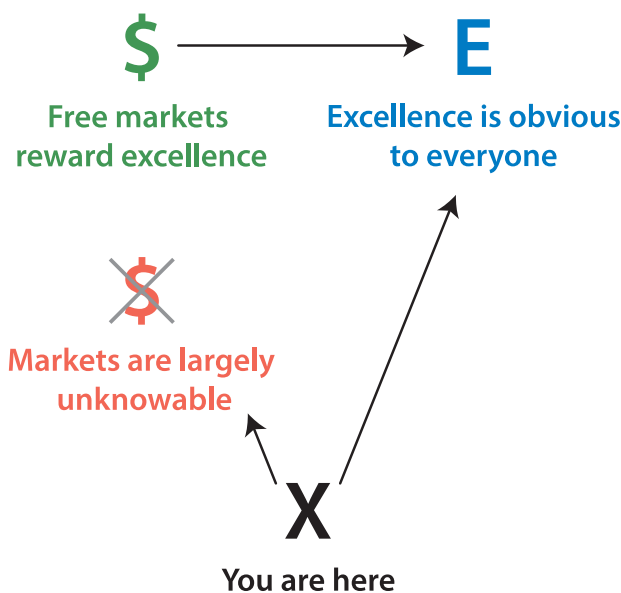 $ E
Free markets
reward excellence
Excellence is obvious
to everyone
$
Markets are largely
unknowable
X
You are here